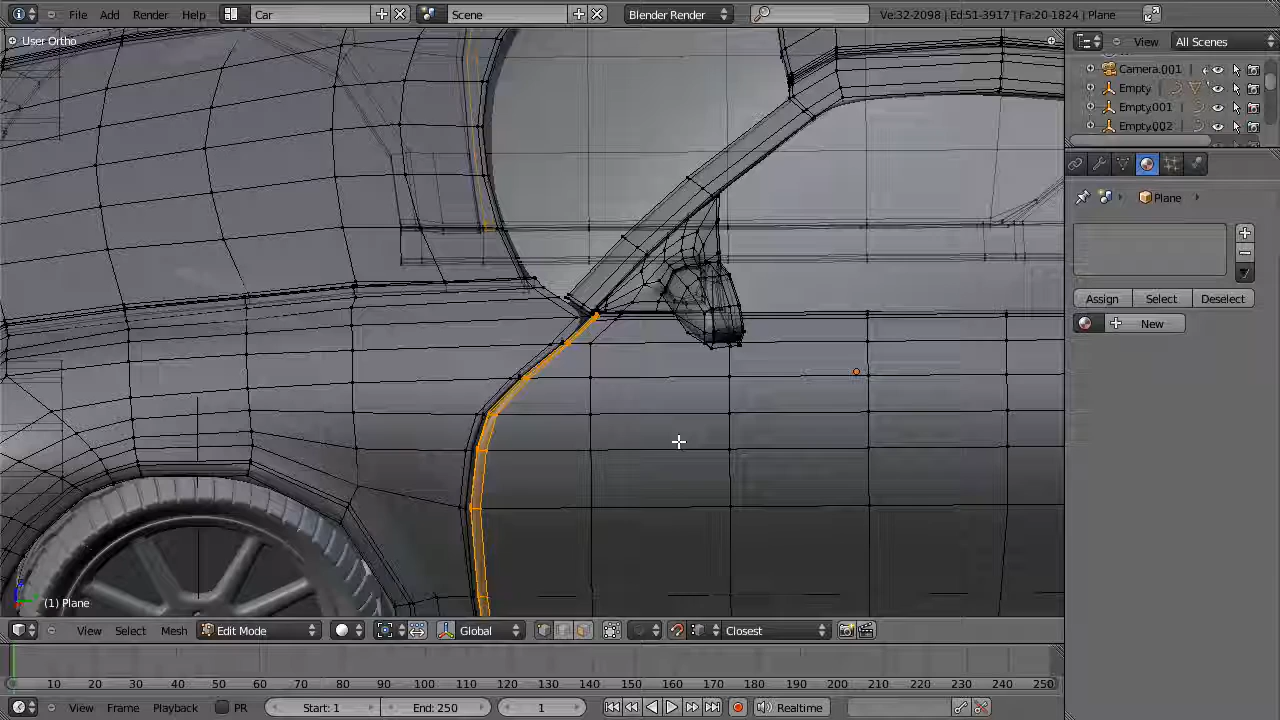 File Add Render Help Car Scene Blender Render Ve:32-2098 | Ed:51-3917 | Fa:20-1824 | Plane
User Ortho
View All Scenes
Camera.001
Empty
Empty.001
Empty.002
Plane
Assign Select Deselect
New
(1) Plane
View Select Mesh Edit Mode Global Closest
10 20 30 40 50 60 70 80 90 100 110 120 130 140 150 160 170 180 190 200 210 220 230 240 250
View Frame Playback PR Start: 1 End: 250 1 Realtime